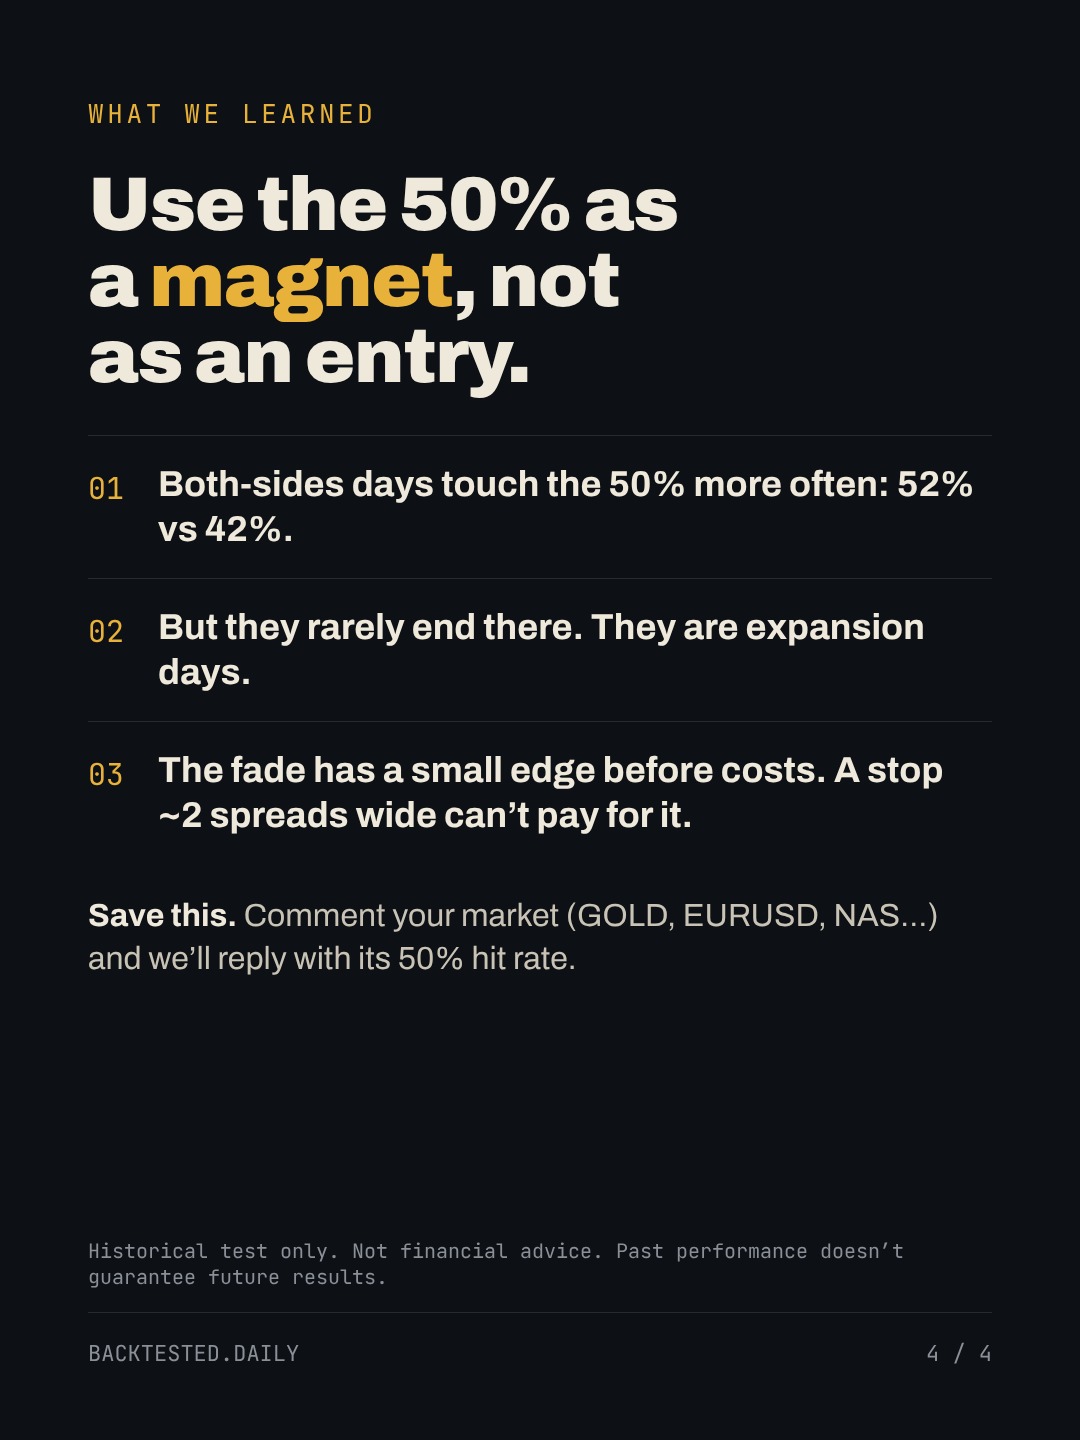 WHAT WE LEARNED
Use the 50% as
a magnet, not
as an entry.
01 Both-sides days touch the 50% more often: 52%
vs 42%.
02 But they rarely end there. They are expansion
days.
03 The fade has a small edge before costs. A stop
~2 spreads wide can’t pay for it.
Save this. Comment your market (GOLD, EURUSD, NAS…)
and we’ll reply with its 50% hit rate.
Historical test only. Not financial advice. Past performance doesn’t
guarantee future results.
BACKTESTED.DAILY 4 / 4